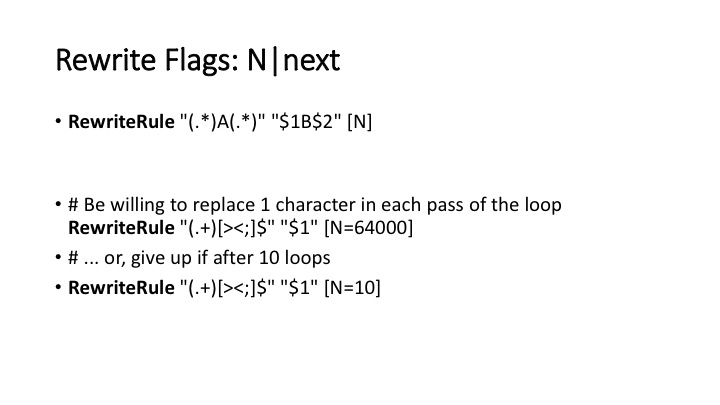 Rewrite Flags: N|next
• RewriteRule "(.*)A(.*)" "$1B$2" [N]
• # Be willing to replace 1 character in each pass of the loop
RewriteRule "(.+)[><;]$" "$1" [N=64000]
• # ... or, give up if after 10 loops
• RewriteRule "(.+)[><;]$" "$1" [N=10]